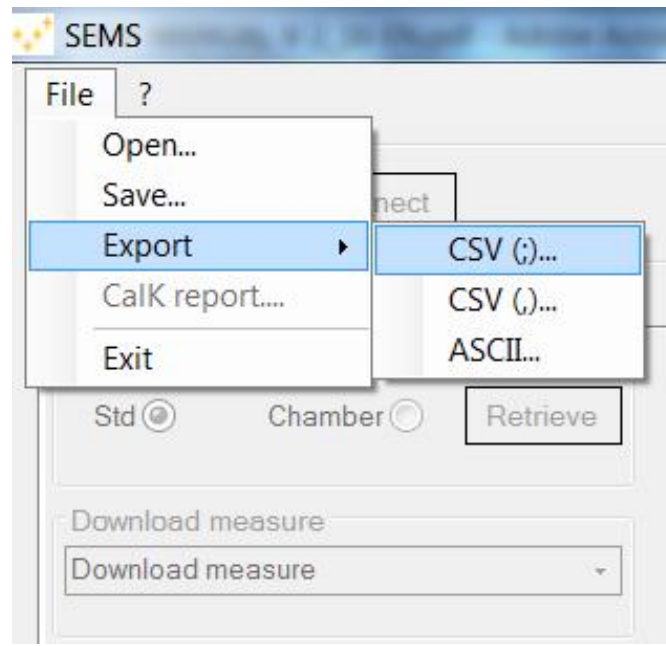 SEMS
File ?
Open...
Save...
nect
Export
CSV (;)...
CalK report....
CSV (,)...
Exit
ASCII...
Std Chamber Retrieve
Download measure
Download measure